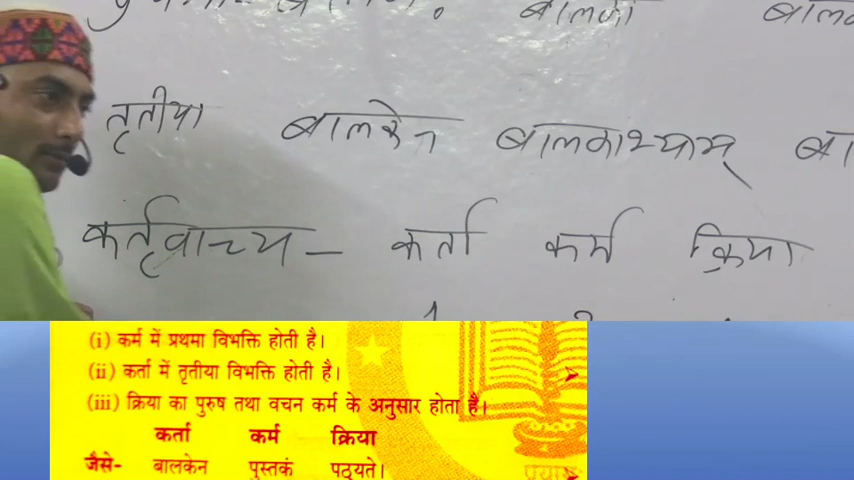 बालको
तृतीया बालकेन बालकाभ्याम् बा
कर्तृवाच्य - कर्ता कर्म क्रिया
(i) कर्म में प्रथमा विभक्ति होती है।
(ii) कर्ता में तृतीया विभक्ति होती है।
(iii) क्रिया का पुरुष तथा वचन कर्म के अनुसार होता है।
कर्ता कर्म क्रिया
जैसे- बालकेन पुस्तकं पठ्यते।